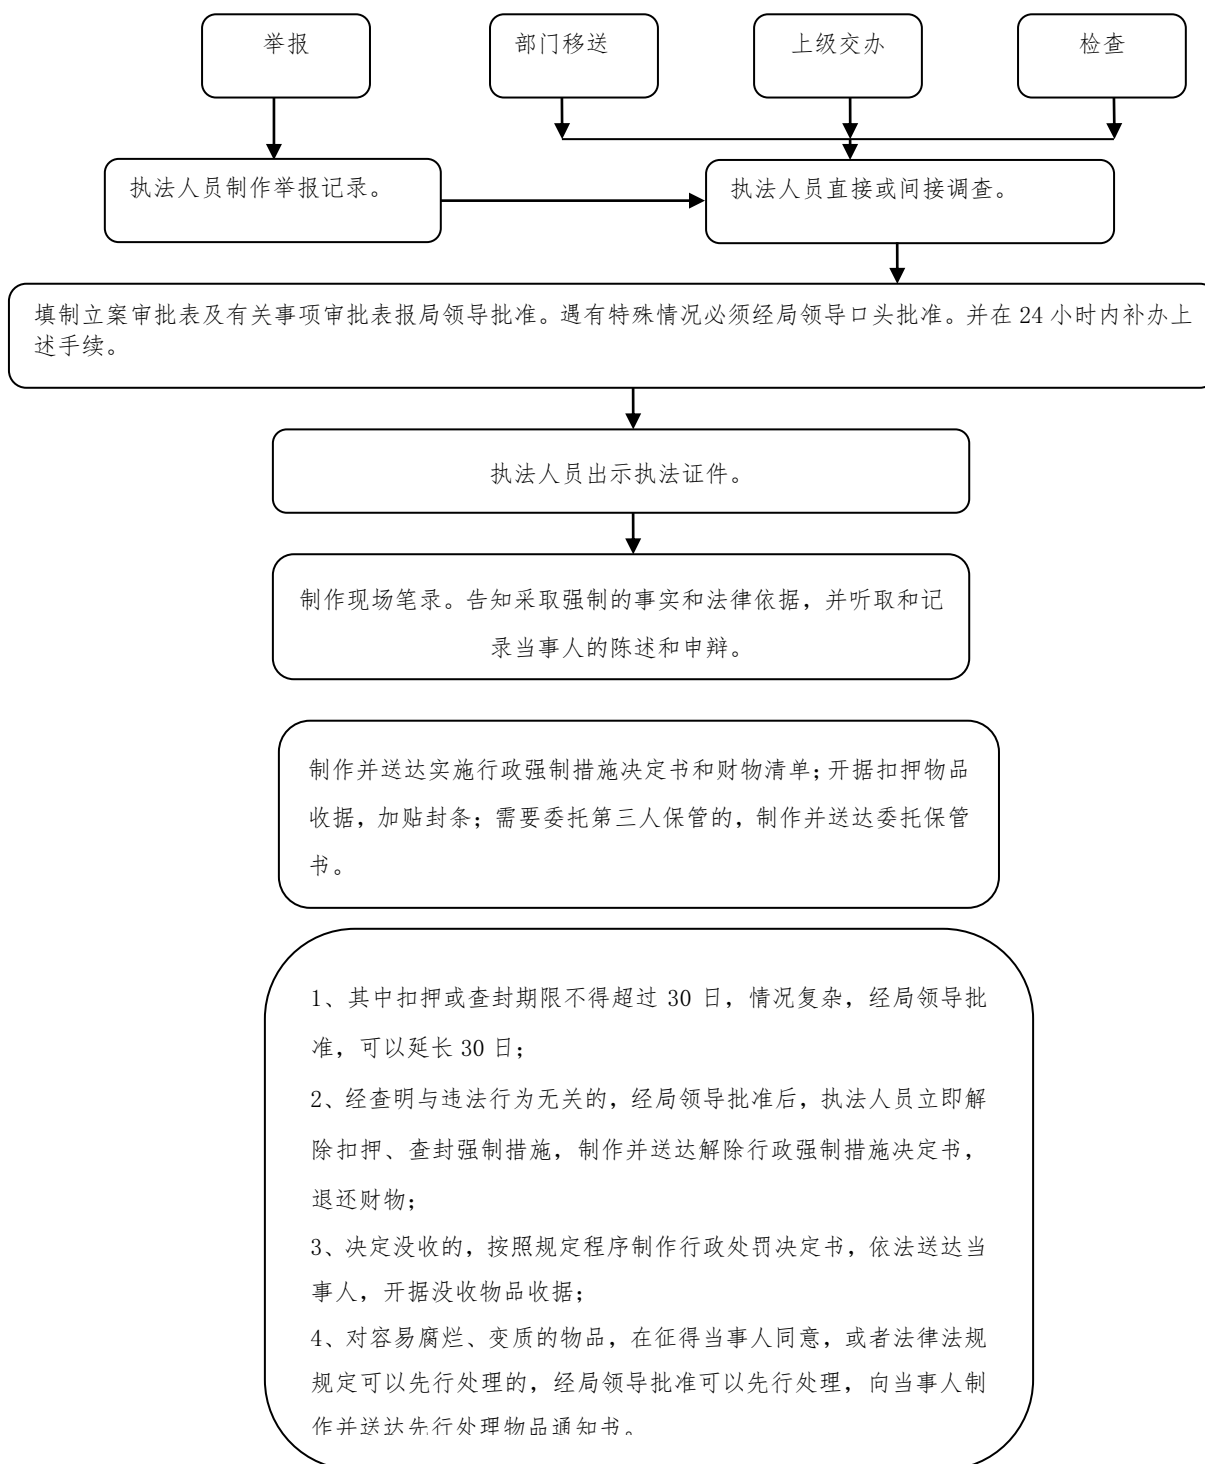 举报
部门移送
上级交办
检查
执法人员制作举报记录。
执法人员直接或间接调查。
填制立案审批表及有关事项审批表报局领导批准。遇有特殊情况必须经局领导口头批准。并在 24 小时内补办上
述手续。
执法人员出示执法证件。
制作现场笔录。告知采取强制的事实和法律依据，并听取和记
录当事人的陈述和申辩。
制作并送达实施行政强制措施决定书和财物清单；开据扣押物品
收据，加贴封条；需要委托第三人保管的，制作并送达委托保管
书。
1、其中扣押或查封期限不得超过 30 日，情况复杂，经局领导批
准，可以延长 30 日；
2、经查明与违法行为无关的，经局领导批准后，执法人员立即解
除扣押、查封强制措施，制作并送达解除行政强制措施决定书，
退还财物；
3、决定没收的，按照规定程序制作行政处罚决定书，依法送达当
事人，开据没收物品收据；
4、对容易腐烂、变质的物品，在征得当事人同意，或者法律法规
规定可以先行处理的，经局领导批准可以先行处理，向当事人制
作并送达先行处理物品通知书。